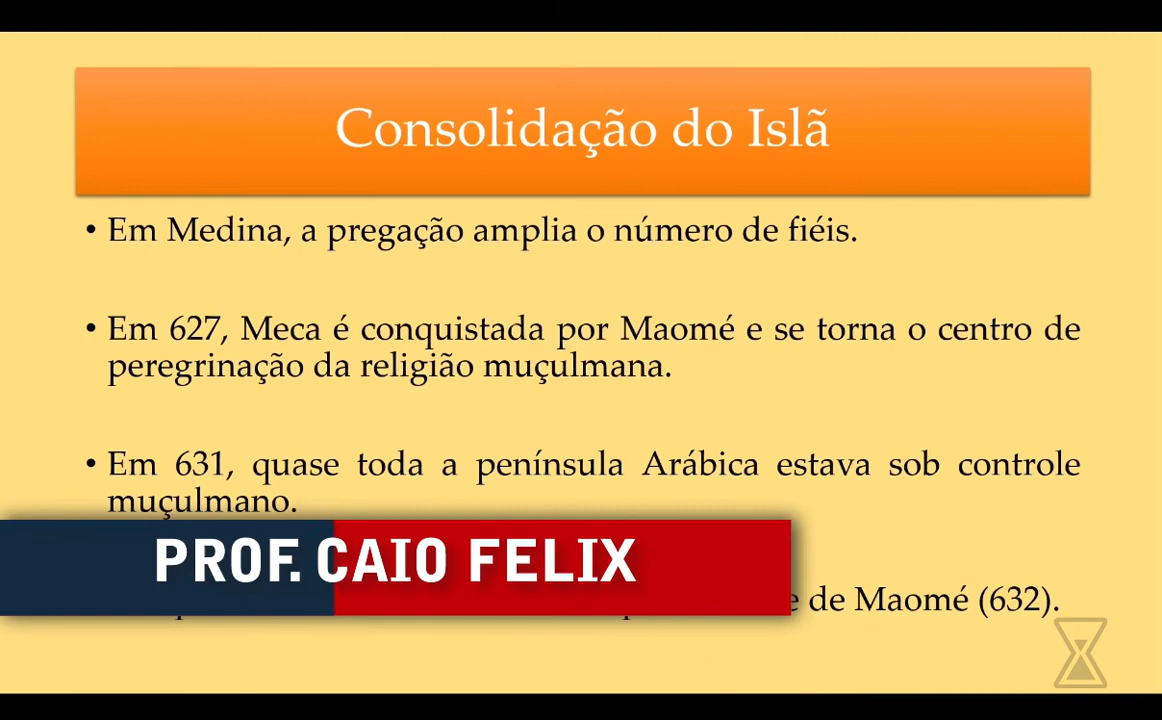 Consolidação do Islã
• Em Medina, a pregação amplia o número de fiéis.
• Em 627, Meca é conquistada por Maomé e se torna o centro de
peregrinação da religião muçulmana.
• Em 631, quase toda a península Arábica estava sob controle
muçulmano.
PROF. CAIO FELIX
de Maomé (632).